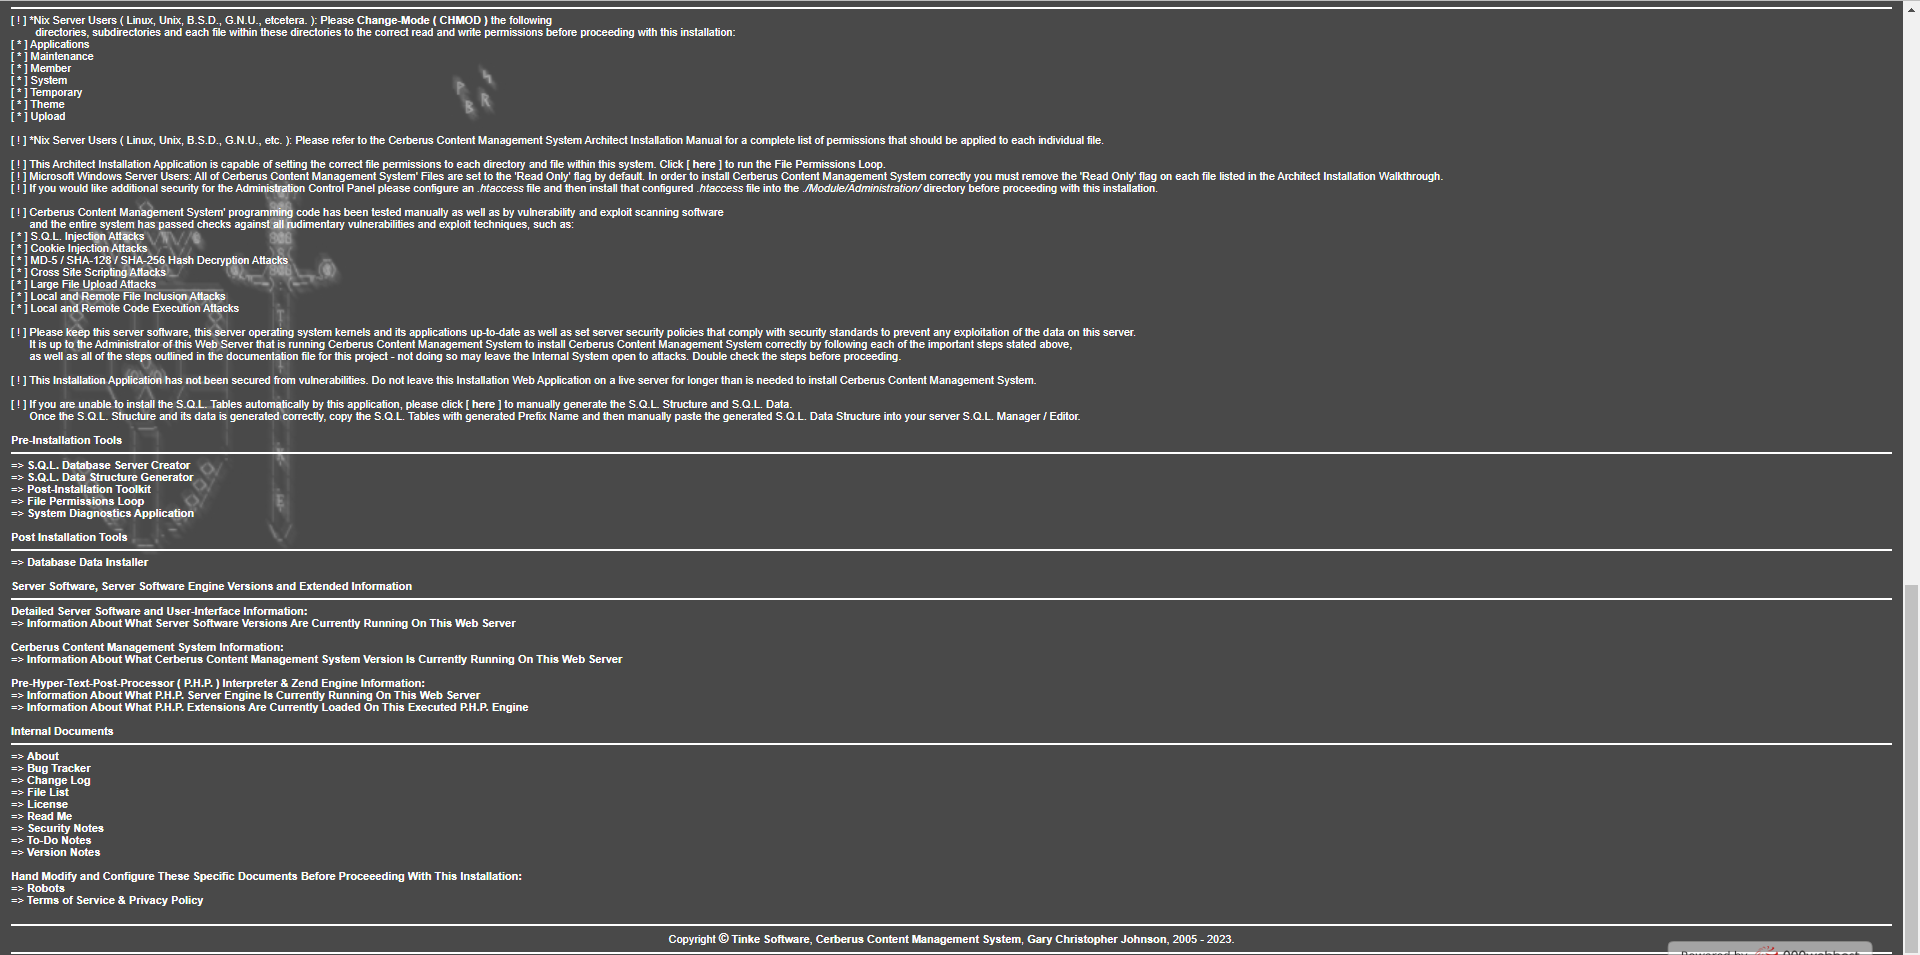 [ ! ] *Nix Server Users ( Linux, Unix, B.S.D., G.N.U., etcetera. ): Please Change-Mode ( CHMOD ) the following
directories, subdirectories and each file within these directories to the correct read and write permissions before proceeding with this installation:
[ * ] Applications
[ * ] Maintenance
[ * ] Member
[ * ] System
[ * ] Temporary
[ * ] Theme
[ * ] Upload
[ ! ] *Nix Server Users ( Linux, Unix, B.S.D., G.N.U., etc. ): Please refer to the Cerberus Content Management System Architect Installation Manual for a complete list of permissions that should be applied to each individual file.
[ ! ] This Architect Installation Application is capable of setting the correct file permissions to each directory and file within this system. Click [ here ] to run the File Permissions Loop.
[ ! ] Microsoft Windows Server Users: All of Cerberus Content Management System' Files are set to the 'Read Only' flag by default. In order to install Cerberus Content Management System correctly you must remove the 'Read Only' flag on each file listed in the Architect Installation Walkthrough.
[ ! ] If you would like additional security for the Administration Control Panel please configure an .htaccess file and then install that configured .htaccess file into the ./Module/Administration/ directory before proceeding with this installation.
[ ! ] Cerberus Content Management System' programming code has been tested manually as well as by vulnerability and exploit scanning software
and the entire system has passed checks against all rudimentary vulnerabilities and exploit techniques, such as:
[ * ] S.Q.L. Injection Attacks
[ * ] Cookie Injection Attacks
[ * ] MD-5 / SHA-128 / SHA-256 Hash Decryption Attacks
[ * ] Cross Site Scripting Attacks
[ * ] Large File Upload Attacks
[ * ] Local and Remote File Inclusion Attacks
[ * ] Local and Remote Code Execution Attacks
[ ! ] Please keep this server software, this server operating system kernels and its applications up-to-date as well as set server security policies that comply with security standards to prevent any exploitation of the data on this server.
It is up to the Administrator of this Web Server that is running Cerberus Content Management System to install Cerberus Content Management System correctly by following each of the important steps stated above,
as well as all of the steps outlined in the documentation file for this project - not doing so may leave the Internal System open to attacks. Double check the steps before proceeding.
[ ! ] This Installation Application has not been secured from vulnerabilities. Do not leave this Installation Web Application on a live server for longer than is needed to install Cerberus Content Management System.
[ ! ] If you are unable to install the S.Q.L. Tables automatically by this application, please click [ here ] to manually generate the S.Q.L. Structure and S.Q.L. Data.
Once the S.Q.L. Structure and its data is generated correctly, copy the S.Q.L. Tables with generated Prefix Name and then manually paste the generated S.Q.L. Data Structure into your server S.Q.L. Manager / Editor.
Pre-Installation Tools
=> S.Q.L. Database Server Creator
=> S.Q.L. Data Structure Generator
=> Post-Installation Toolkit
=> File Permissions Loop
=> System Diagnostics Application
Post Installation Tools
=> Database Data Installer
Server Software, Server Software Engine Versions and Extended Information
Detailed Server Software and User-Interface Information:
=> Information About What Server Software Versions Are Currently Running On This Web Server
Cerberus Content Management System Information:
=> Information About What Cerberus Content Management System Version Is Currently Running On This Web Server
Pre-Hyper-Text-Post-Processor ( P.H.P. ) Interpreter & Zend Engine Information:
=> Information About What P.H.P. Server Engine Is Currently Running On This Web Server
=> Information About What P.H.P. Extensions Are Currently Loaded On This Executed P.H.P. Engine
Internal Documents
=> About
=> Bug Tracker
=> Change Log
=> File List
=> License
=> Read Me
=> Security Notes
=> To-Do Notes
=> Version Notes
Hand Modify and Configure These Specific Documents Before Proceeeding With This Installation:
=> Robots
=> Terms of Service & Privacy Policy
Copyright © Tinke Software, Cerberus Content Management System, Gary Christopher Johnson, 2005 - 2023.
Powered by 000webhost